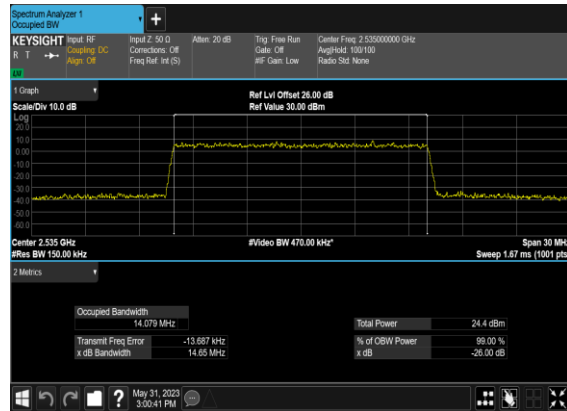 Spectrum Analyzer 1
Occupied BW
+
KEYSIGHT Input: RF Input Z: 50 Ω Atten: 20 dB Trig: Free Run Center Freq: 2.535000000 GHz
R T Coupling: DC Corrections: Off Gate: Off Avg|Hold: 100/100
Align: Off Freq Ref: Int (S) #IF Gain: Low Radio Std: None
1 Graph
Scale/Div 10.0 dB
Ref Lvl Offset 26.00 dB
Ref Value 30.00 dBm
Log
20.0
10.0
0.00
-10.0
-20.0
-30.0
-40.0
-50.0
-60.0
Center 2.535 GHz #Video BW 470.00 kHz* Span 30 MHz
#Res BW 150.00 kHz Sweep 1.67 ms (1001 pts)
2 Metrics
Occupied Bandwidth
14.079 MHz
Total Power 24.4 dBm
Transmit Freq Error -13.687 kHz % of OBW Power 99.00 %
x dB Bandwidth 14.65 MHz x dB -26.00 dB
? May 31, 2023
3:00:41 PM